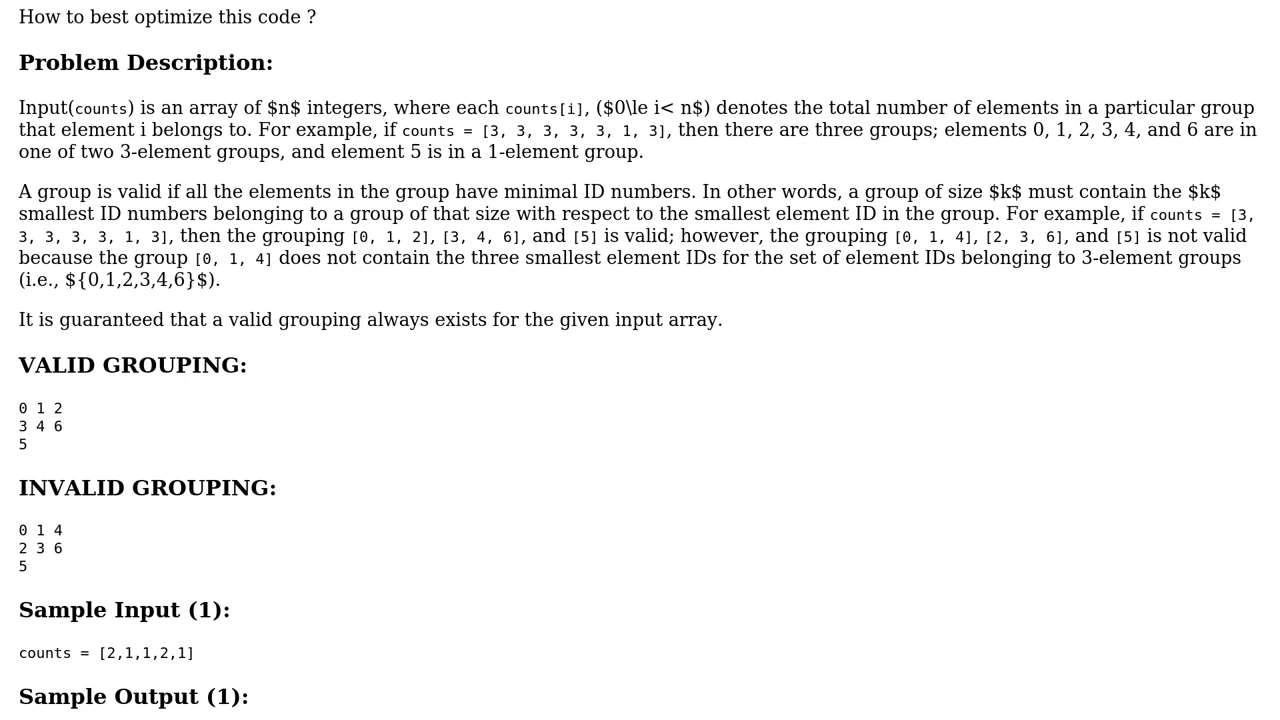 How to best optimize this code ?
Problem Description:
Input(counts) is an array of $n$ integers, where each counts[i], ($0\le i< n$) denotes the total number of elements in a particular group
that element i belongs to. For example, if counts = [3, 3, 3, 3, 3, 1, 3], then there are three groups; elements 0, 1, 2, 3, 4, and 6 are in
one of two 3-element groups, and element 5 is in a 1-element group.
A group is valid if all the elements in the group have minimal ID numbers. In other words, a group of size $k$ must contain the $k$
smallest ID numbers belonging to a group of that size with respect to the smallest element ID in the group. For example, if counts = [3,
3, 3, 3, 3, 1, 3], then the grouping [0, 1, 2], [3, 4, 6], and [5] is valid; however, the grouping [0, 1, 4], [2, 3, 6], and [5] is not valid
because the group [0, 1, 4] does not contain the three smallest element IDs for the set of element IDs belonging to 3-element groups
(i.e., ${0,1,2,3,4,6}$).
It is guaranteed that a valid grouping always exists for the given input array.
VALID GROUPING:
0 1 2
3 4 6
5
INVALID GROUPING:
0 1 4
2 3 6
5
Sample Input (1):
counts = [2,1,1,2,1]
Sample Output (1):